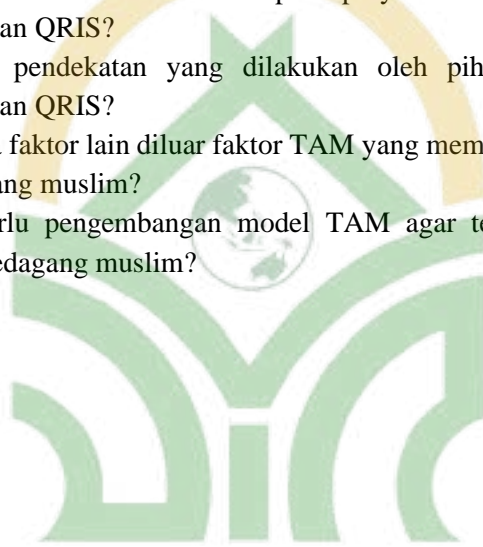 an QRIS?
pendekatan yang dilakukan oleh pih
an QRIS?
faktor lain diluar faktor TAM yang mem
ang muslim?
rlu pengembangan model TAM agar te
edagang muslim?